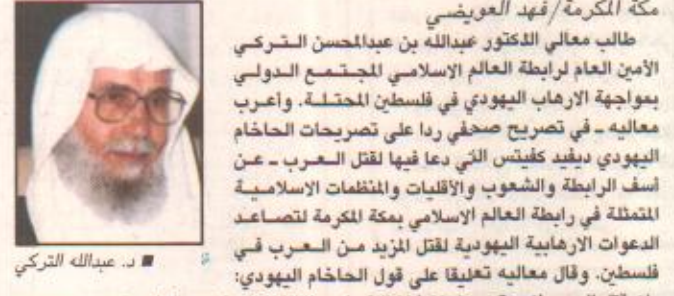 مكة المكرمة/فهد العويضي
طالب معالي الدكتور عبدالله بن عبدالمحسن التركي
الأمين العام لرابطة العالم الاسلامي المجتمع الدولي
بمواجهة الارهاب اليهودي في فلسطين المحتلة. وأعرب
معاليه ـ في تصريح صحفي ردا على تصريحات الحاخام
اليهودي ديفيد كفيتس التي دعا فيها لقتل العرب ـ عن
أسف الرابطة والشعوب والأقليات والمنظمات الاسلامية
المتمثلة في رابطة العالم الاسلامي بمكة المكرمة لتصاعد
الدعوات الارهابية اليهودية لقتل المزيد من العرب في
فلسطين. وقال معاليه تعليقا على قول الحاخام اليهودي:
■ د. عبدالله التركي